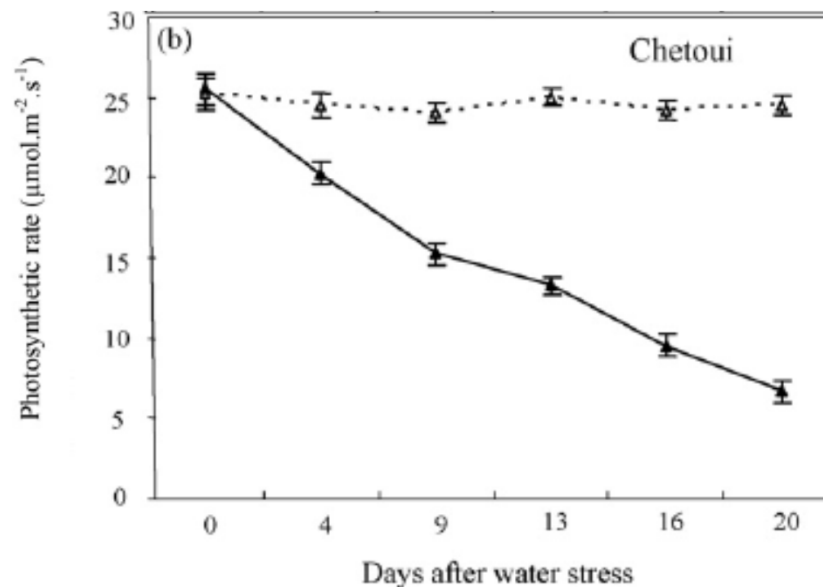 (b)
Chetoui
Photosynthetic rate (µmol.m⁻².s⁻¹)
30
25
20
15
10
5
0
0 4 9 13 16 20
Days after water stress